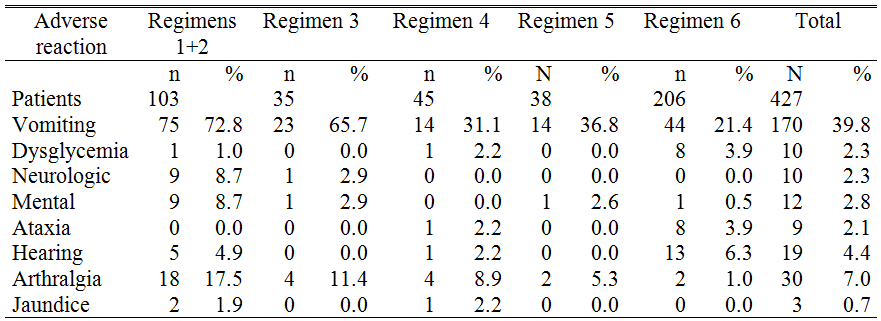 Adverse reaction Regimens 1+2 Regimen 3 Regimen 4 Regimen 5 Regimen 6 Total
n % n % n % N % n % N %
Patients 103 35 45 38 206 427
Vomiting 75 72.8 23 65.7 14 31.1 14 36.8 44 21.4 170 39.8
Dysglycemia 1 1.0 0 0.0 1 2.2 0 0.0 8 3.9 10 2.3
Neurologic 9 8.7 1 2.9 0 0.0 0 0.0 0 0.0 10 2.3
Mental 9 8.7 1 2.9 0 0.0 1 2.6 1 0.5 12 2.8
Ataxia 0 0.0 0 0.0 1 2.2 0 0.0 8 3.9 9 2.1
Hearing 5 4.9 0 0.0 1 2.2 0 0.0 13 6.3 19 4.4
Arthralgia 18 17.5 4 11.4 4 8.9 2 5.3 2 1.0 30 7.0
Jaundice 2 1.9 0 0.0 1 2.2 0 0.0 0 0.0 3 0.7